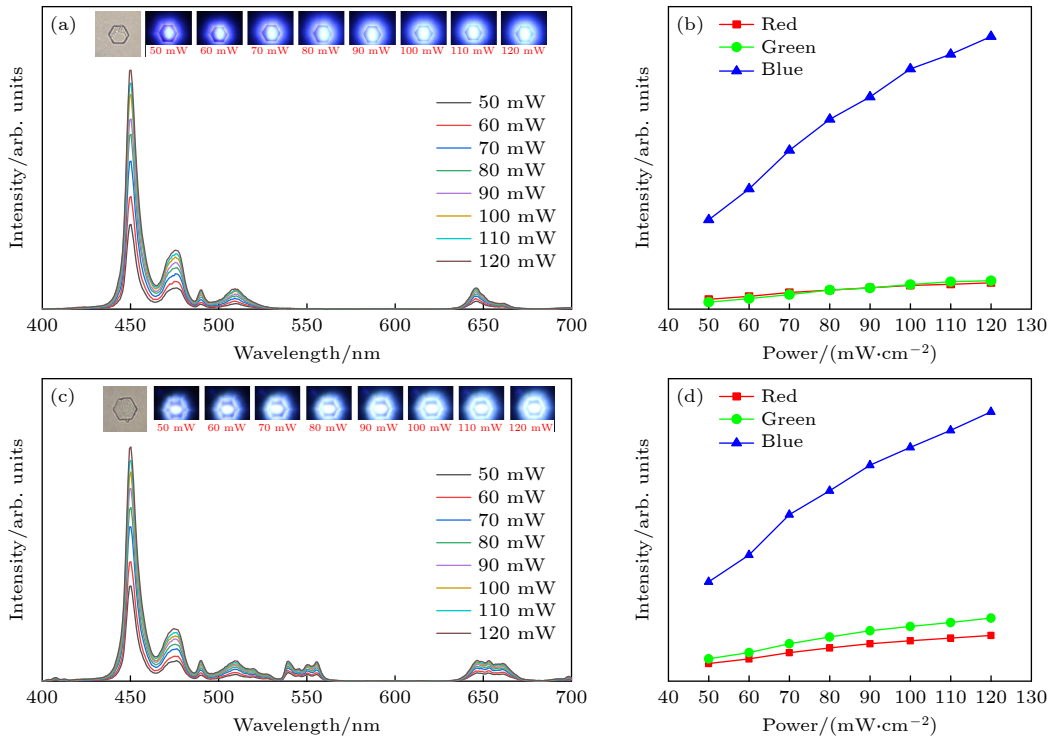 (a)
50 mW 60 mW 70 mW 80 mW 90 mW 100 mW 110 mW 120 mW
50 mW
60 mW
70 mW
80 mW
90 mW
100 mW
110 mW
120 mW
Intensity/arb. units
400 450 500 550 600 650 700
Wavelength/nm
(b)
Red
Green
Blue
Intensity/arb. units
40 50 60 70 80 90 100 110 120 130
Power/(mW·cm⁻²)
(c)
50 mW 60 mW 70 mW 80 mW 90 mW 100 mW 110 mW 120 mW
50 mW
60 mW
70 mW
80 mW
90 mW
100 mW
110 mW
120 mW
Intensity/arb. units
400 450 500 550 600 650 700
Wavelength/nm
(d)
Red
Green
Blue
Intensity/arb. units
40 50 60 70 80 90 100 110 120 130
Power/(mW·cm⁻²)